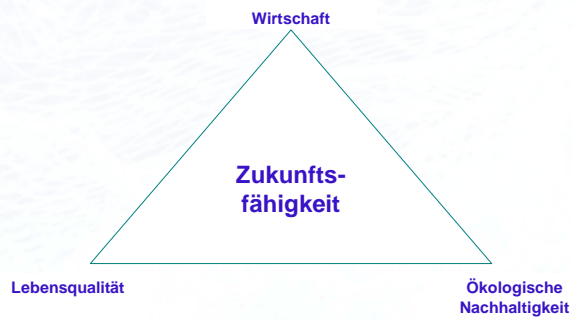 Wirtschaft
Zukunfts-
fähigkeit
Lebensqualität
Ökologische
Nachhaltigkeit